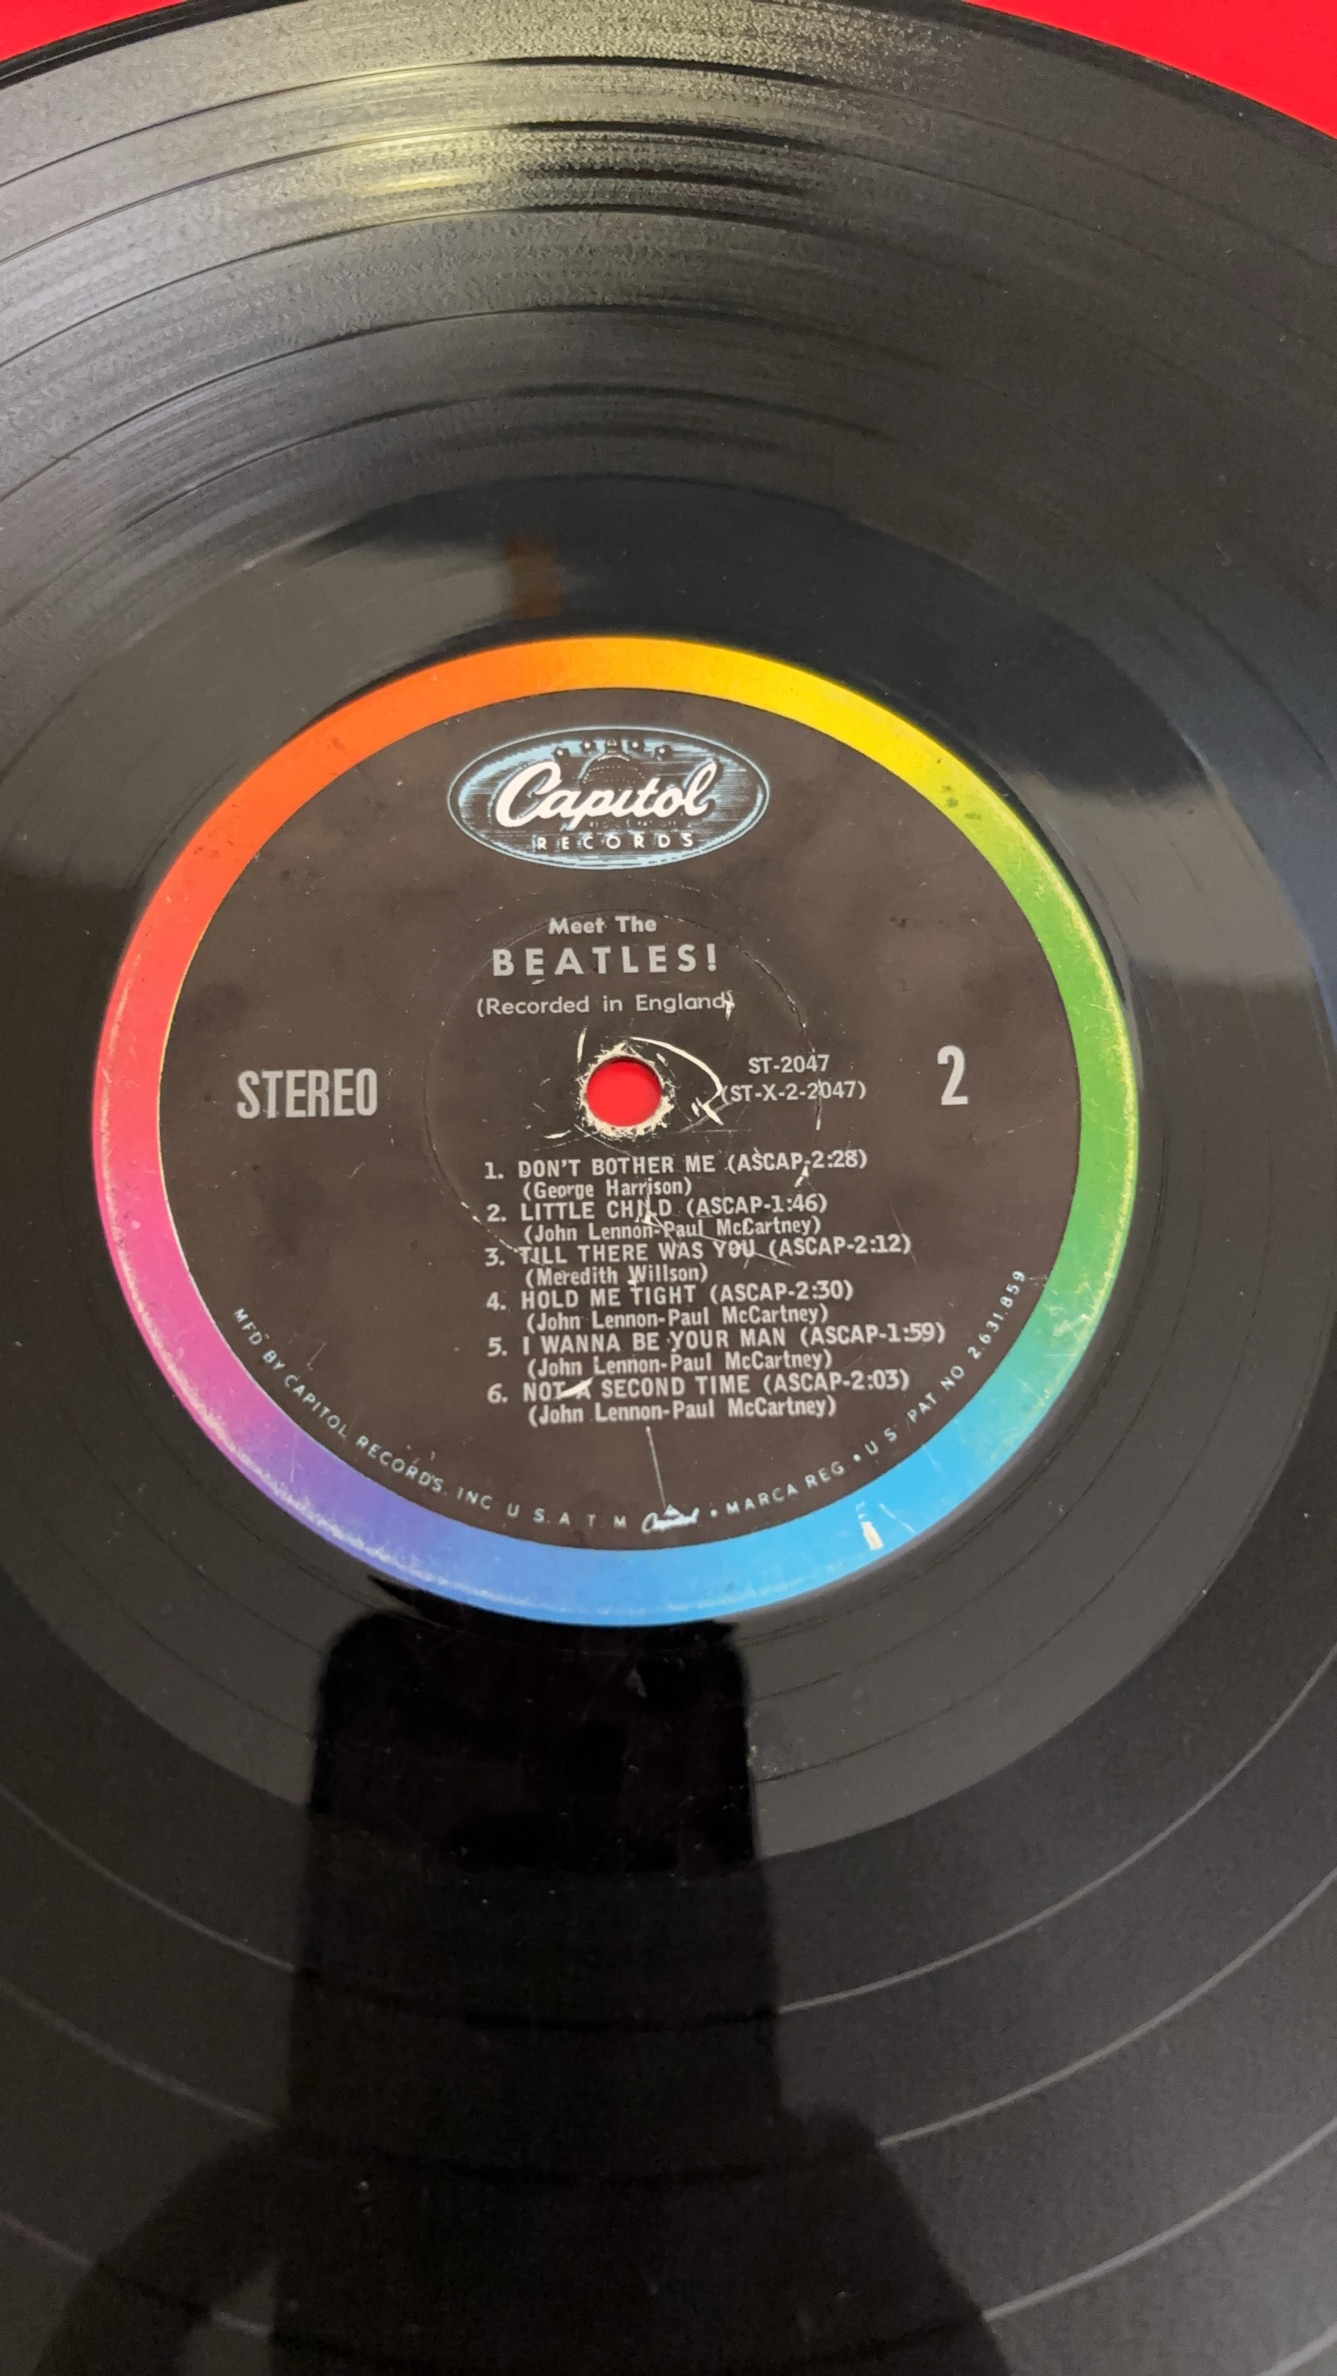 Capitol
RECORDS
Meet The
BEATLES!
(Recorded in England)
STEREO
ST-2047
(ST-X-2-2047)
2
1. DON'T BOTHER ME (ASCAP-2:28)
(George Harrison)
2. LITTLE CHILD (ASCAP-1:46)
(John Lennon-Paul McCartney)
3. TILL THERE WAS YOU (ASCAP-2:12)
(Meredith Willson)
4. HOLD ME TIGHT (ASCAP-2:30)
(John Lennon-Paul McCartney)
5. I WANNA BE YOUR MAN (ASCAP-1:59)
(John Lennon-Paul McCartney)
6. NOT A SECOND TIME (ASCAP-2:03)
(John Lennon-Paul McCartney)
MFD BY CAPITOL RECORDS, INC U S. A T M Capitol • MARCA REG • U S PAT NO 2,631,859